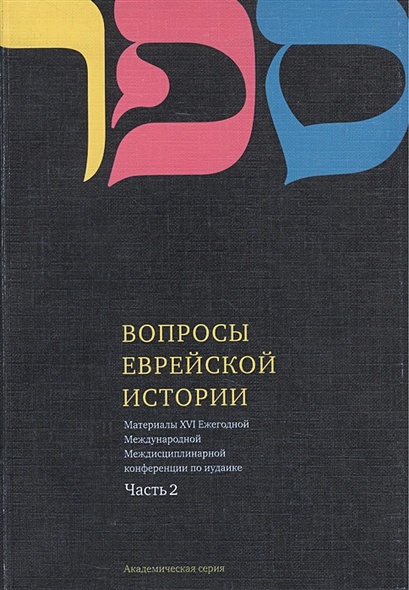 ספר
ВОПРОСЫ
ЕВРЕЙСКОЙ
ИСТОРИИ
Материалы XVI Ежегодной
Международной
Междисциплинарной
конференции по иудаике
Часть 2
Академическая серия